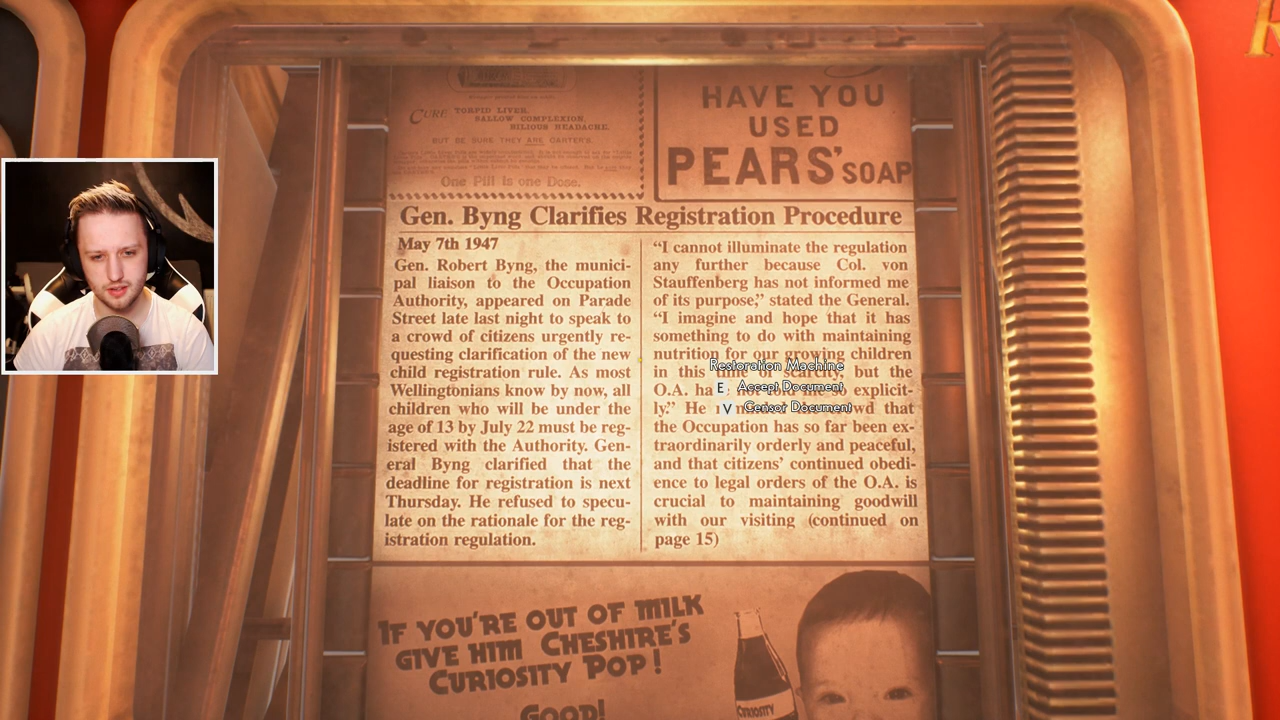 CURE TORPID LIVER.
SALLOW COMPLEXION.
BILIOUS HEADACHE.
BUT BE SURE THEY ARE CARTER'S.
One Pill Is one Dose.
HAVE YOU
USED
PEARS' SOAP
Gen. Byng Clarifies Registration Procedure
May 7th 1947
Gen. Robert Byng, the munici-
pal liaison to the Occupation
Authority, appeared on Parade
Street late last night to speak to
a crowd of citizens urgently re-
questing clarification of the new
child registration rule. As most
Wellingtonians know by now, all
children who will be under the
age of 13 by July 22 must be reg-
istered with the Authority. Gen-
eral Byng clarified that the
deadline for registration is next
Thursday. He refused to specu-
late on the rationale for the reg-
istration regulation.
“I cannot illuminate the regulation
any further because Col. von
Stauffenberg has not informed me
of its purpose,” stated the General.
“I imagine and hope that it has
something to do with maintaining
nutrition for our growing children
in this time of scarcity, but the
O.A. has not told me so explicit-
ly.” He crowd that
the Occupation has so far been ex-
traordinarily orderly and peaceful,
and that citizens’ continued obedi-
ence to legal orders of the O.A. is
crucial to maintaining goodwill
with our visiting (continued on
page 15)
Restoration Machine
E Accept Document
V Censor Document
IF YOU'RE OUT OF MILK
GIVE HIM CHESHIRE'S
CURIOSITY POP!
GOOD!
CURIOSITY